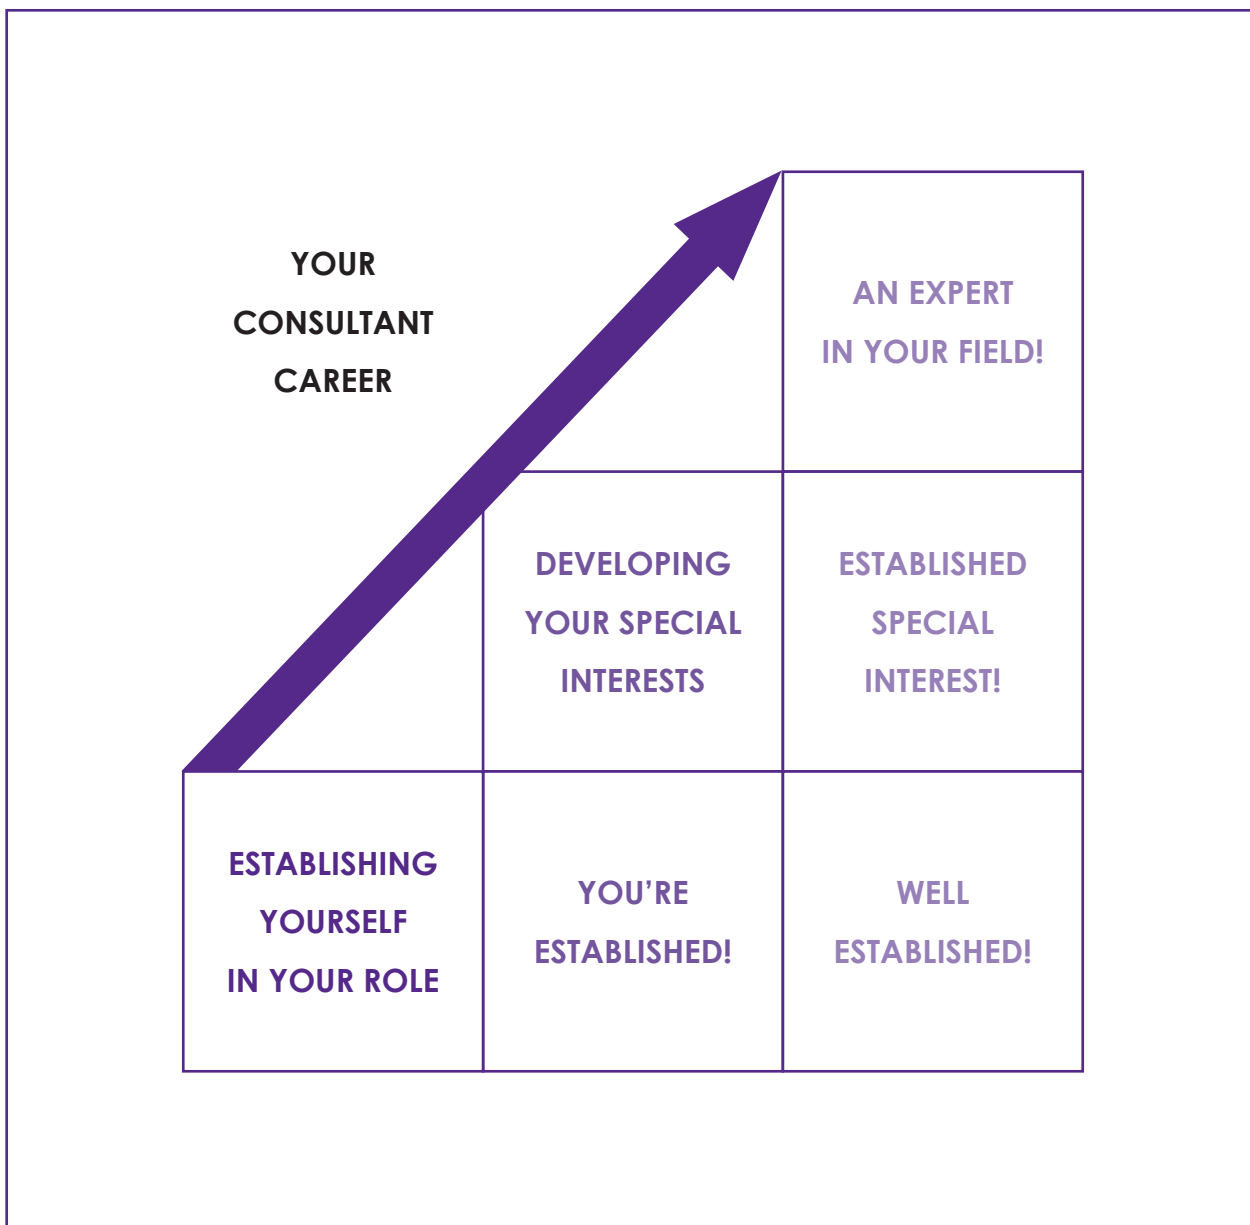 YOUR
CONSULTANT
CAREER
AN EXPERT
IN YOUR FIELD!
DEVELOPING
YOUR SPECIAL
INTERESTS
ESTABLISHED
SPECIAL
INTEREST!
ESTABLISHING
YOURSELF
IN YOUR ROLE
YOU’RE
ESTABLISHED!
WELL
ESTABLISHED!